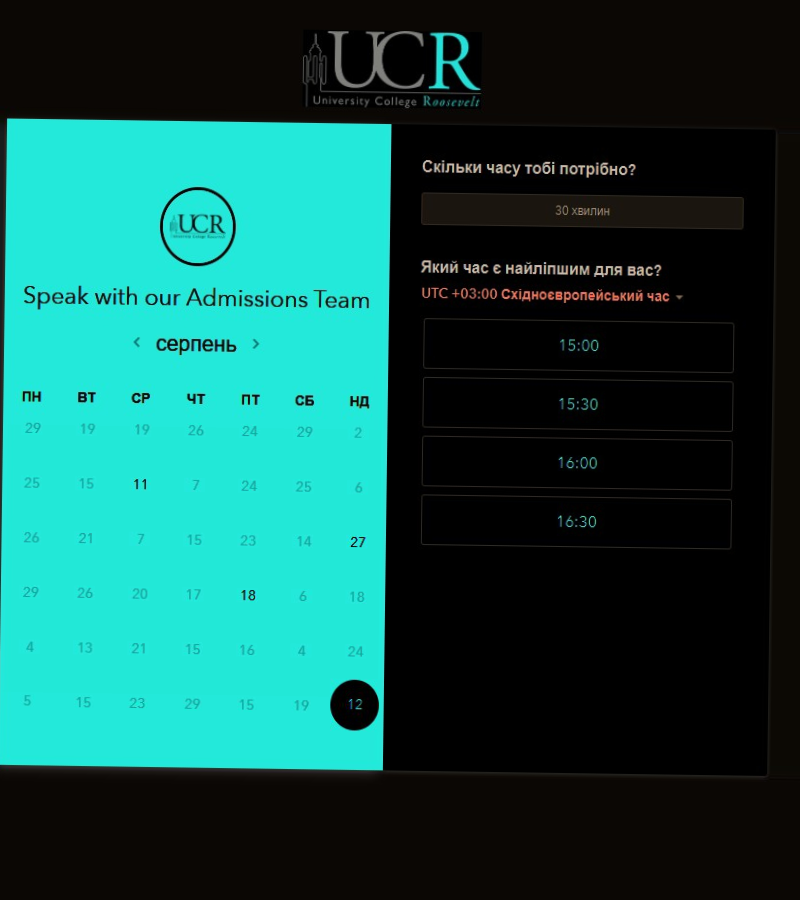 UCR
University College Roosevelt
UCR
Speak with our Admissions Team
серпень
ПН ВТ СР ЧТ ПТ СБ НД
29 19 19 26 24 29 2
25 15 11 7 24 25 6
26 21 7 15 23 14 27
29 26 20 17 18 6 18
4 13 21 15 16 4 24
5 15 23 29 15 19 12
Скільки часу тобі потрібно?
30 хвилин
Який час є найліпшим для вас?
UTC +03:00 Східноєвропейський час
15:00
15:30
16:00
16:30